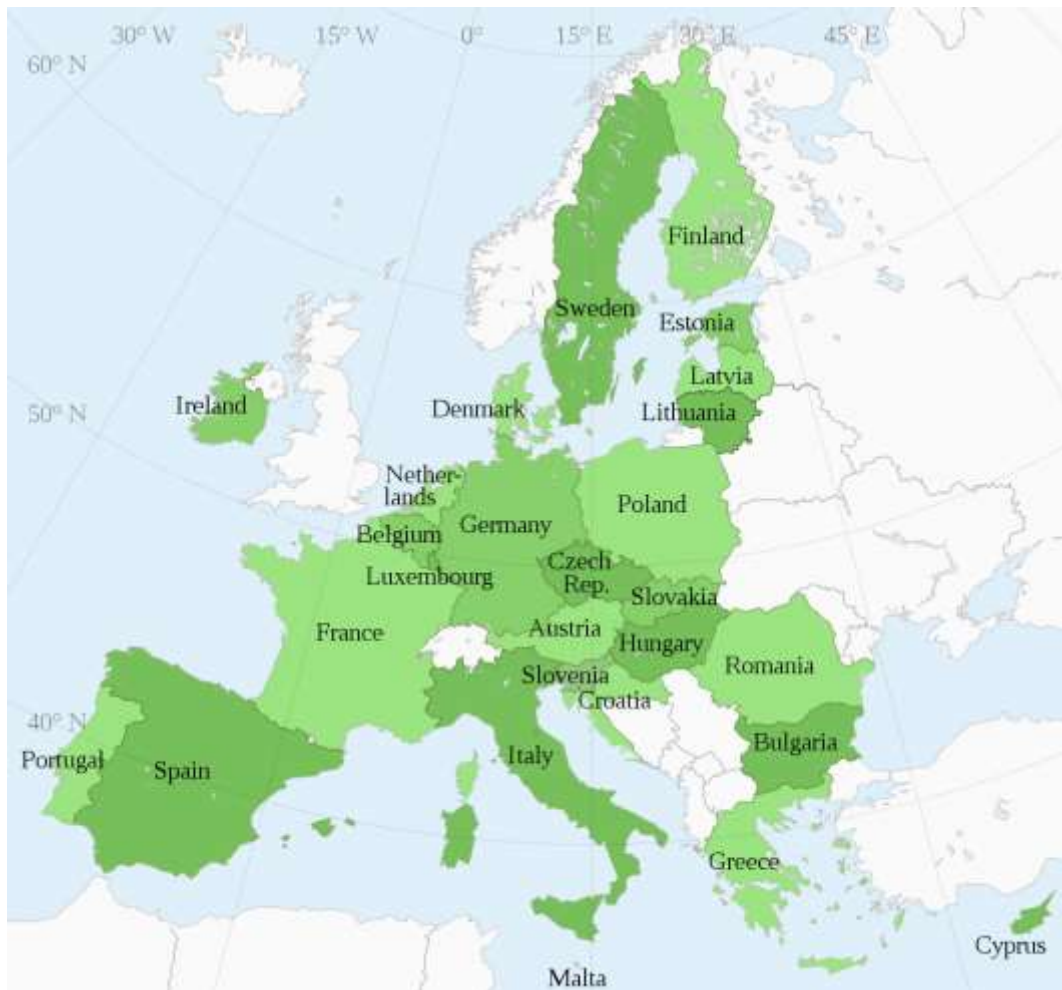 30° W
15° W
0°
15° E
30° E
45° E
60° N
Finland
Sweden
Estonia
Latvia
Ireland
Denmark
Lithuania
50° N
Nether-
lands
Poland
Belgium
Germany
Czech
Rep.
Luxembourg
Slovakia
France
Austria
Hungary
Slovenia
Romania
Croatia
40° N
Portugal
Spain
Italy
Bulgaria
Greece
Cyprus
Malta